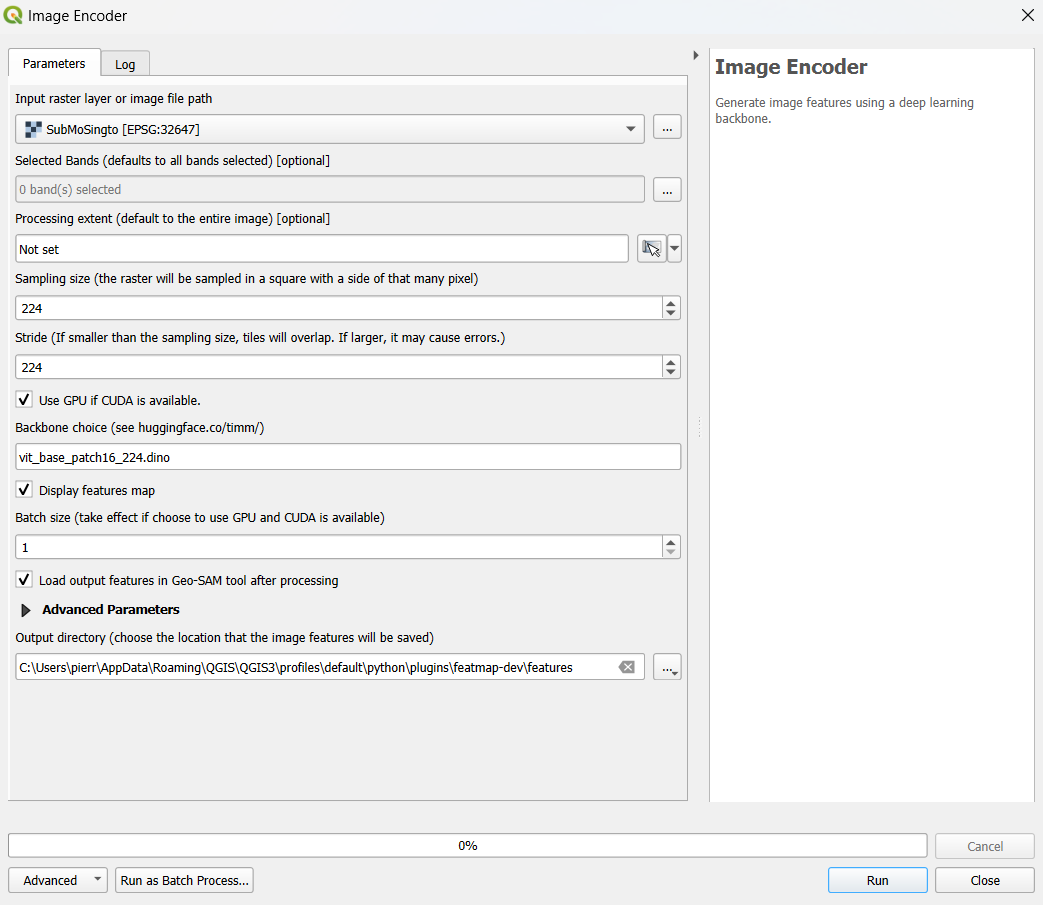 Image Encoder
Parameters
Log
Input raster layer or image file path
SubMoSingto [EPSG:32647]
...
Selected Bands (defaults to all bands selected) [optional]
0 band(s) selected
...
Processing extent (default to the entire image) [optional]
Not set
Sampling size (the raster will be sampled in a square with a side of that many pixel)
224
Stride (If smaller than the sampling size, tiles will overlap. If larger, it may cause errors.)
224
Use GPU if CUDA is available.
Backbone choice (see huggingface.co/timm/)
vit_base_patch16_224.dino
Display features map
Batch size (take effect if choose to use GPU and CUDA is available)
1
Load output features in Geo-SAM tool after processing
Advanced Parameters
Output directory (choose the location that the image features will be saved)
C:\Users\pierr\AppData\Roaming\QGIS\QGIS3\profiles\default\python\plugins\featmap-dev\features
...
Image Encoder
Generate image features using a deep learning
backbone.
0%
Cancel
Advanced
Run as Batch Process...
Run
Close